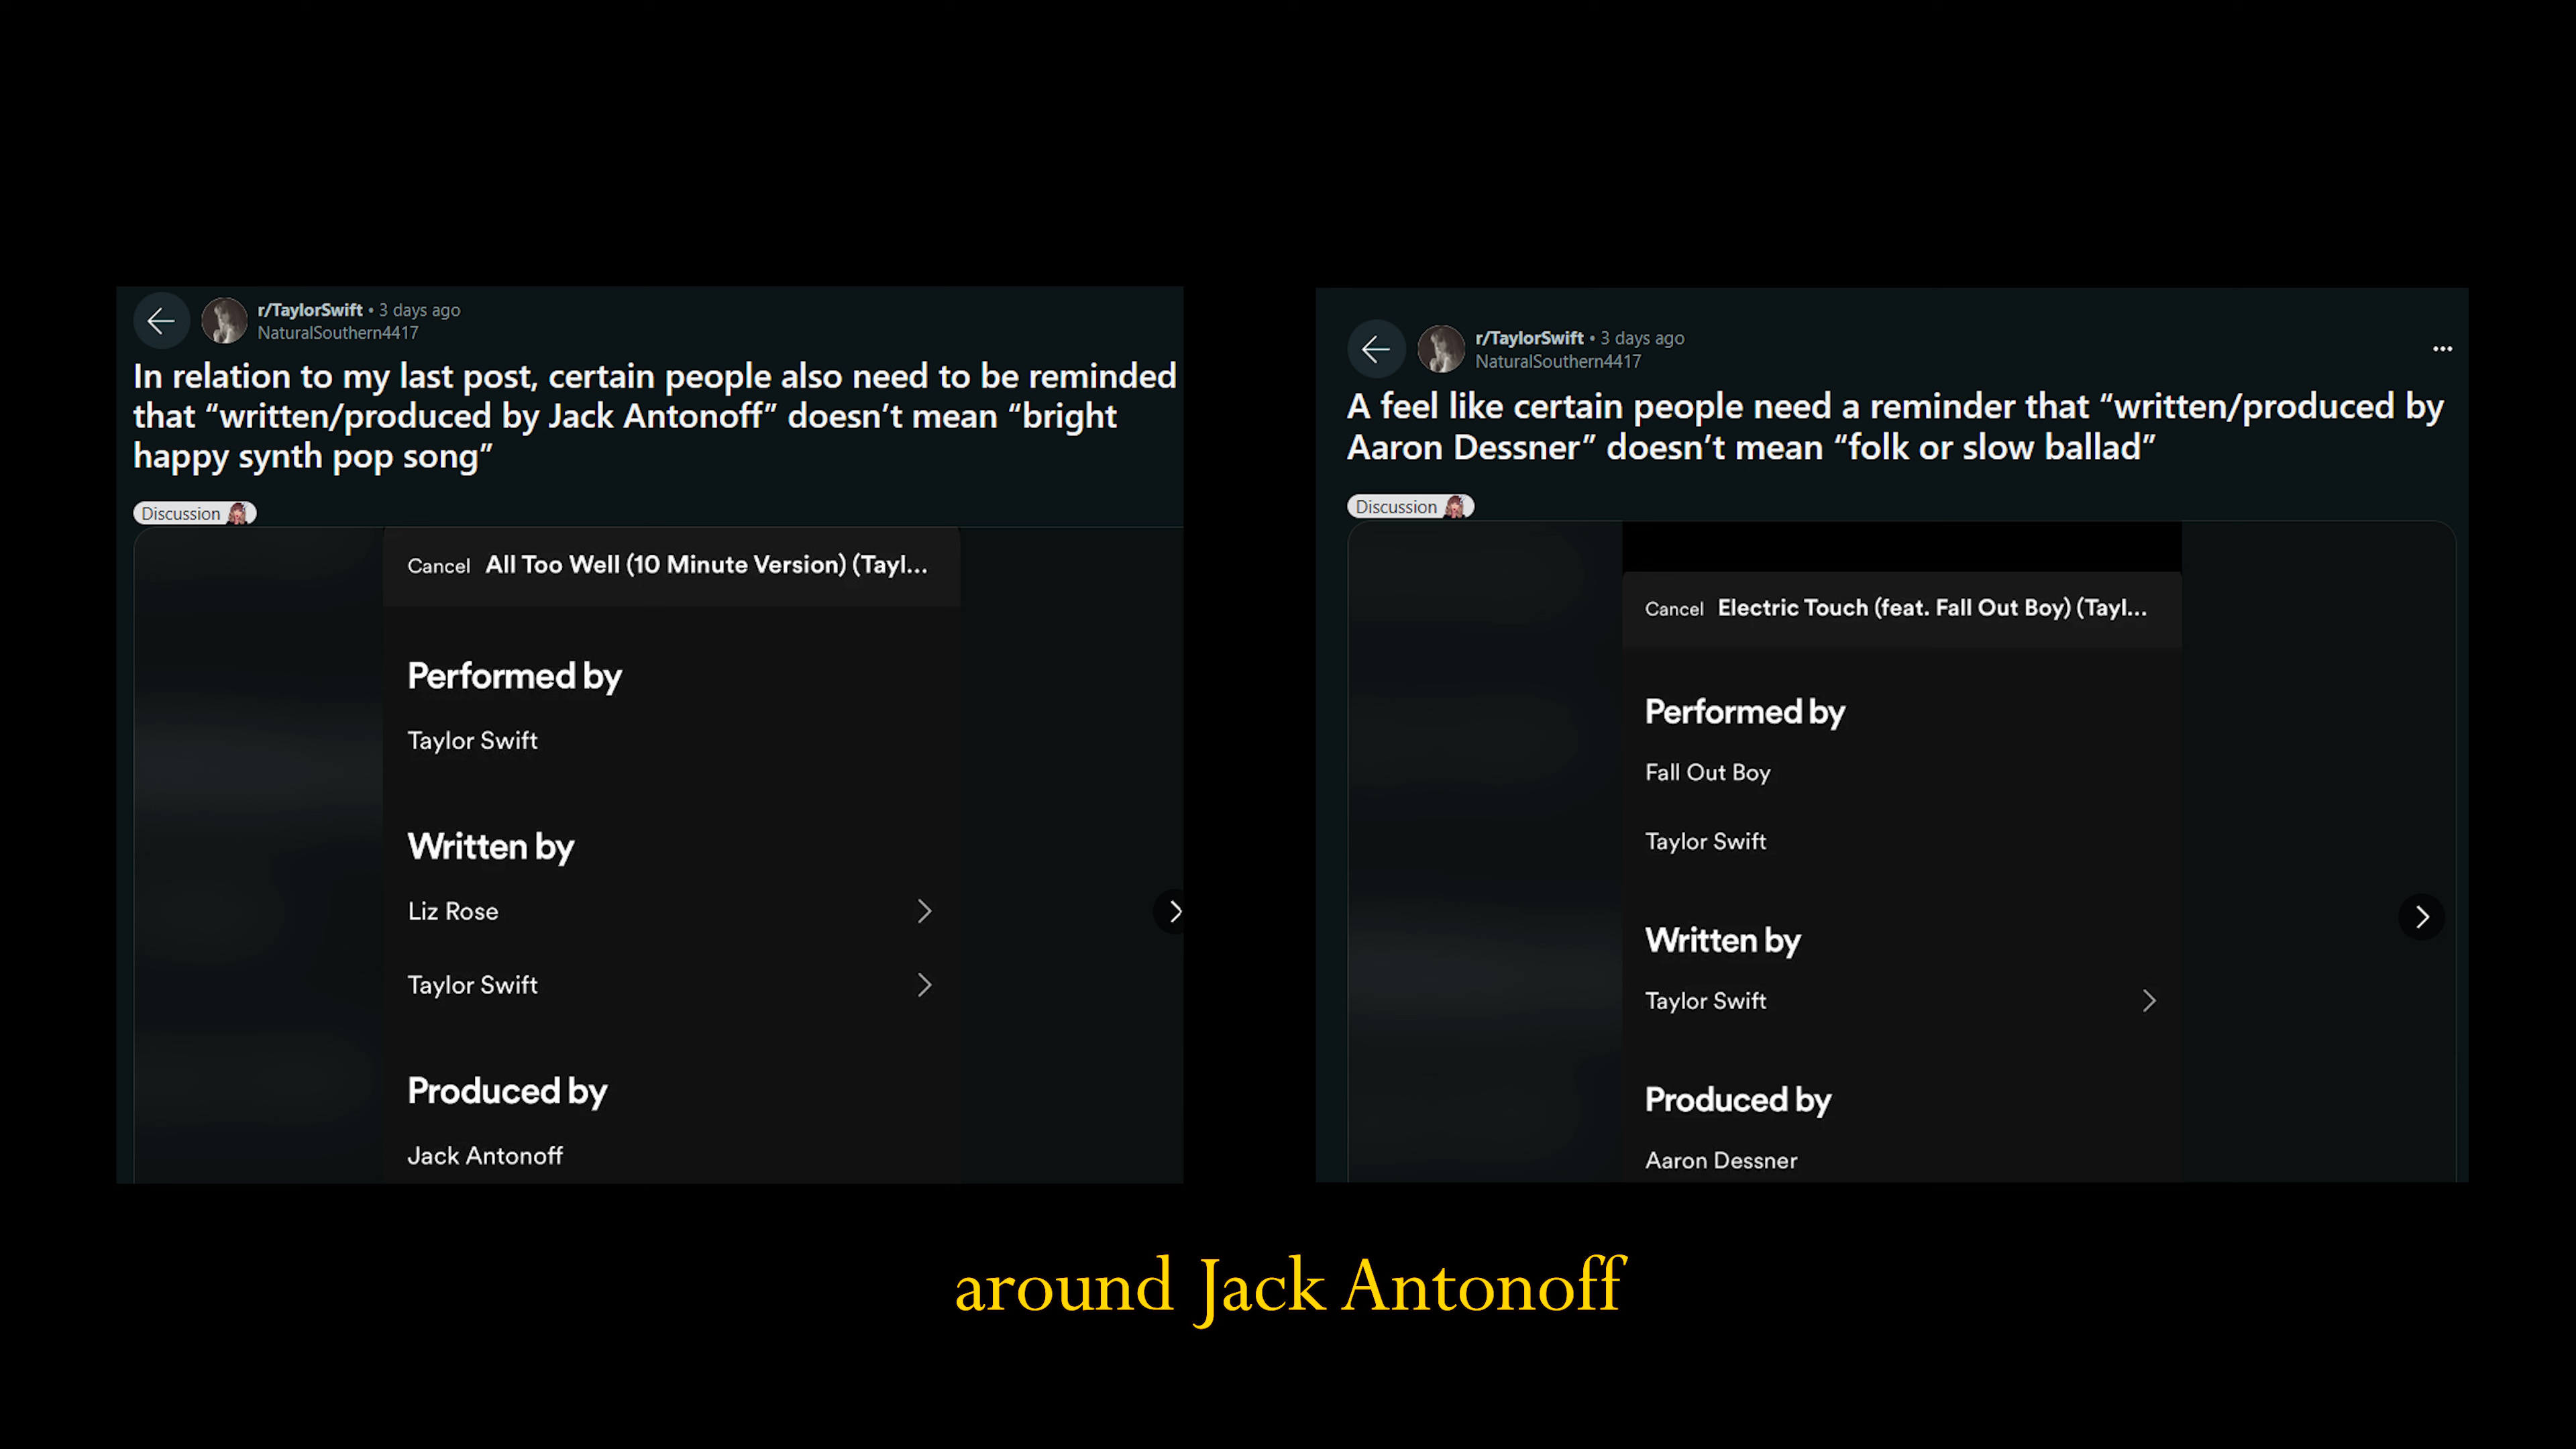 r/TaylorSwift • 3 days ago
NaturalSouthern4417
In relation to my last post, certain people also need to be reminded
that “written/produced by Jack Antonoff” doesn’t mean “bright
happy synth pop song”
Discussion
Cancel All Too Well (10 Minute Version) (Tayl...
Performed by
Taylor Swift
Written by
Liz Rose
Taylor Swift
Produced by
Jack Antonoff
r/TaylorSwift • 3 days ago
NaturalSouthern4417
A feel like certain people need a reminder that “written/produced by
Aaron Dessner” doesn’t mean “folk or slow ballad”
Discussion
Cancel Electric Touch (feat. Fall Out Boy) (Tayl...
Performed by
Fall Out Boy
Taylor Swift
Written by
Taylor Swift
Produced by
Aaron Dessner
around Jack Antonoff